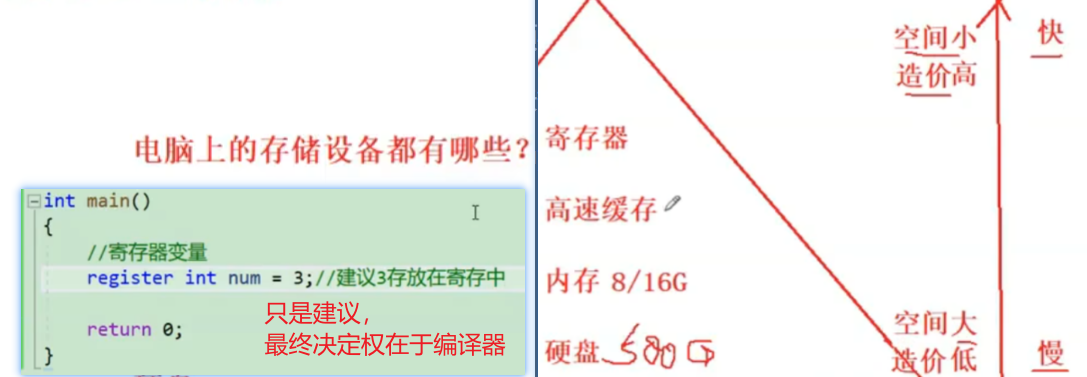 电脑上的存储设备都有哪些?
int main()
{
//寄存器变量
register int num = 3;//建议3存放在寄存中
只是建议，
return 0;
最终决定权在于编译器
}
空间小
快
造价高
寄存器
高速缓存
内存 8/16G
空间大
硬盘 500G
造价低
慢